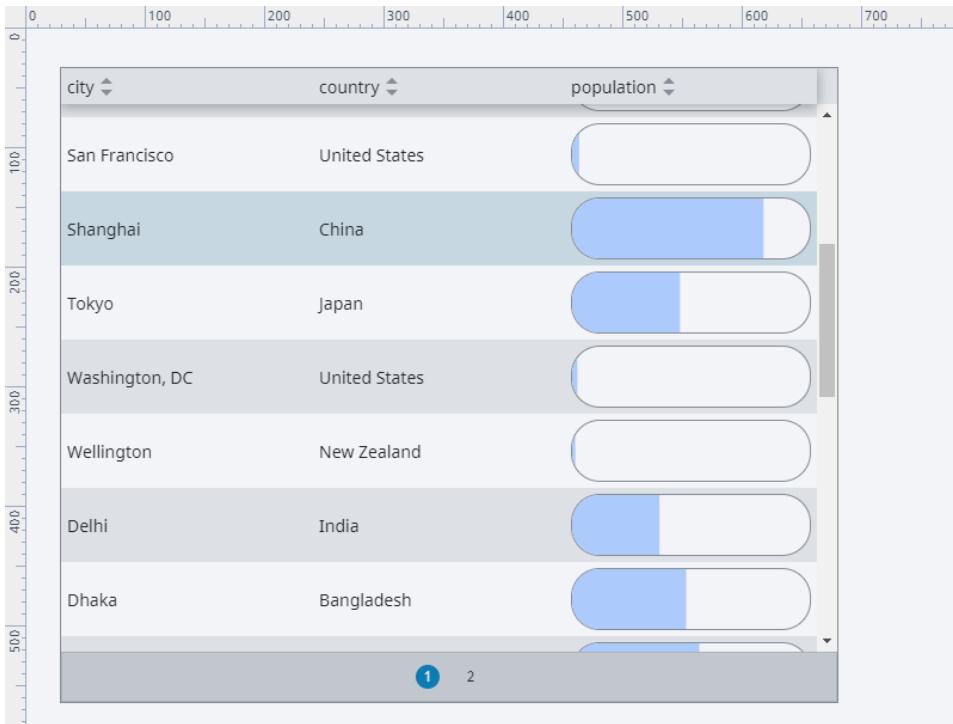 0 100 200 300 400 500 600 700
0
100
200
300
400
500
city country population
San Francisco United States
Shanghai China
Tokyo Japan
Washington, DC United States
Wellington New Zealand
Delhi India
Dhaka Bangladesh
1 2